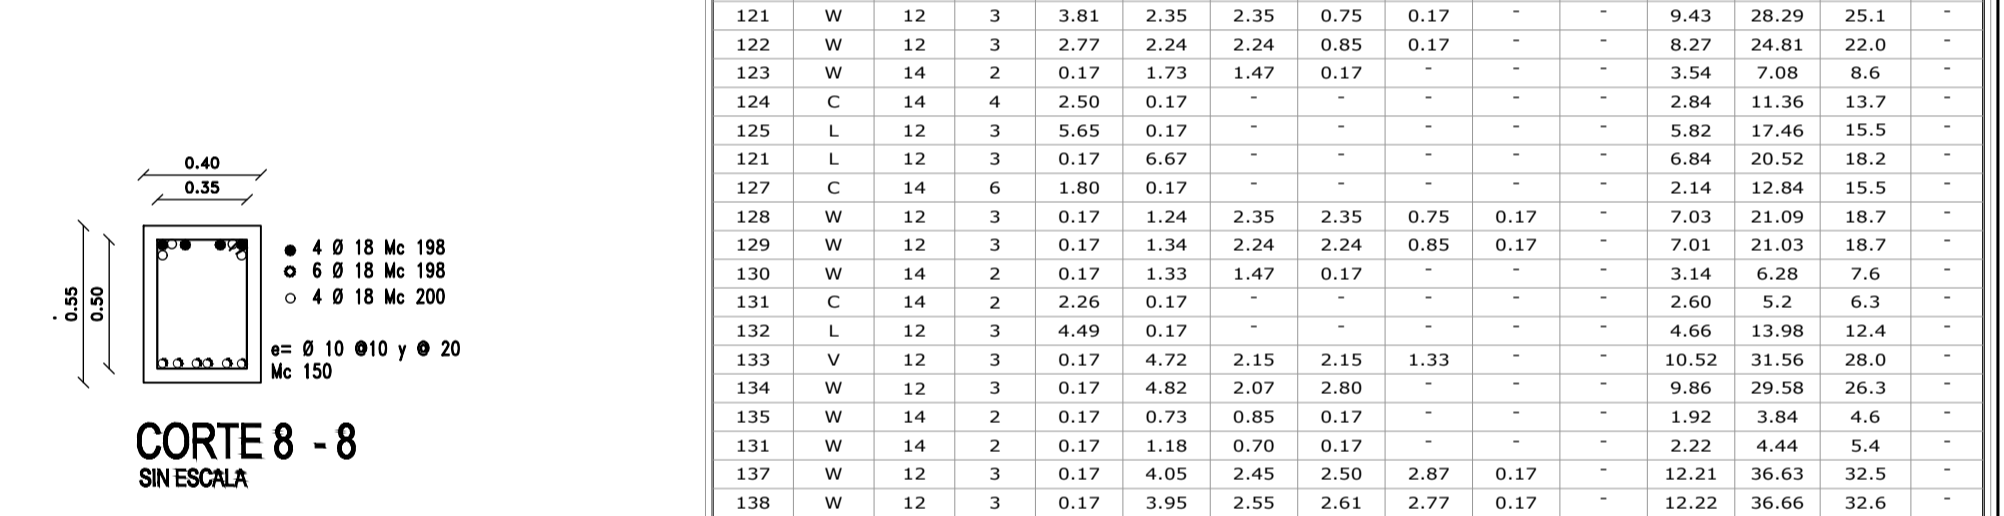 0.40
0.35
0.55
0.50
4 Ø 18 Mc 198
6 Ø 18 Mc 198
4 Ø 18 Mc 200
e= Ø 10 @10 y @ 20
Mc 150
CORTE 8 - 8
SIN ESCALA
121 W 12 3 3.81 2.35 2.35 0.75 0.17 - - 9.43 28.29 25.1 -
122 W 12 3 2.77 2.24 2.24 0.85 0.17 - - 8.27 24.81 22.0 -
123 W 14 2 0.17 1.73 1.47 0.17 - - - 3.54 7.08 8.6 -
124 C 14 4 2.50 0.17 - - - - - 2.84 11.36 13.7 -
125 L 12 3 5.65 0.17 - - - - - 5.82 17.46 15.5 -
121 L 12 3 0.17 6.67 - - - - - 6.84 20.52 18.2 -
127 C 14 6 1.80 0.17 - - - - - 2.14 12.84 15.5 -
128 W 12 3 0.17 1.24 2.35 2.35 0.75 0.17 - 7.03 21.09 18.7 -
129 W 12 3 0.17 1.34 2.24 2.24 0.85 0.17 - 7.01 21.03 18.7 -
130 W 14 2 0.17 1.33 1.47 0.17 - - - 3.14 6.28 7.6 -
131 C 14 2 2.26 0.17 - - - - - 2.60 5.2 6.3 -
132 L 12 3 4.49 0.17 - - - - - 4.66 13.98 12.4 -
133 V 12 3 0.17 4.72 2.15 2.15 1.33 - - 10.52 31.56 28.0 -
134 W 12 3 0.17 4.82 2.07 2.80 - - - 9.86 29.58 26.3 -
135 W 14 2 0.17 0.73 0.85 0.17 - - - 1.92 3.84 4.6 -
131 W 14 2 0.17 1.18 0.70 0.17 - - - 2.22 4.44 5.4 -
137 W 12 3 0.17 4.05 2.45 2.50 2.87 0.17 - 12.21 36.63 32.5 -
138 W 12 3 0.17 3.95 2.55 2.61 2.77 0.17 - 12.22 36.66 32.6 -